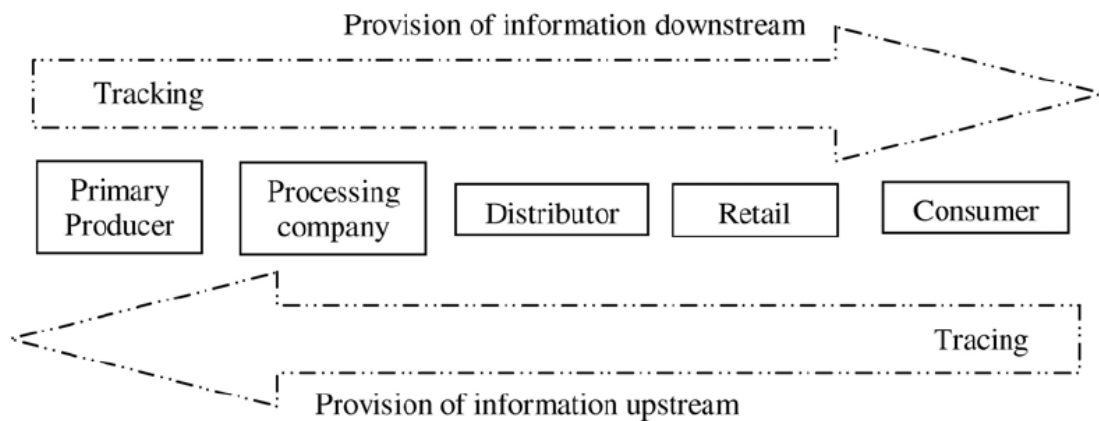 Provision of information downstream
Tracking
Primary
Producer
Processing
company
Distributor
Retail
Consumer
Tracing
Provision of information upstream